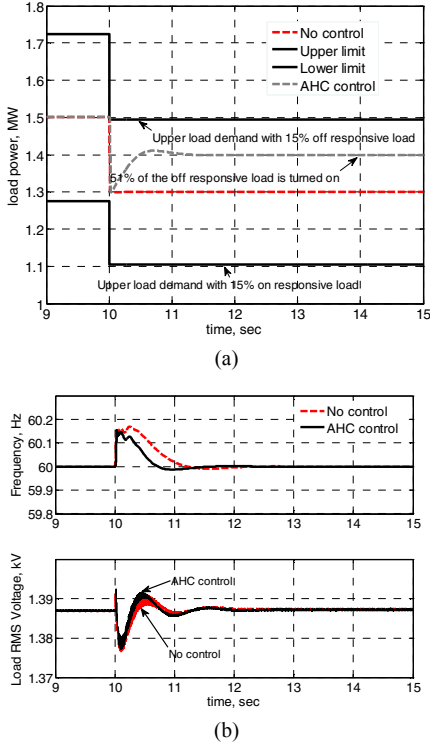 1.8
1.7
1.6
1.5
1.4
1.3
1.2
1.1
1
load power, MW
No control
Upper limit
Lower limit
AHC control
Upper load demand with 15% off responsive load
51% of the off responsive load is turned on
Upper load demand with 15% on responsive load
9 10 11 12 13 14 15
time, sec
(a)
60.2
60.1
60
59.9
59.8
Frequency, Hz
No control
AHC control
9 10 11 12 13 14 15
1.39
1.38
1.37
Load RMS Voltage, kV
AHC control
No control
9 10 11 12 13 14 15
time, sec
(b)